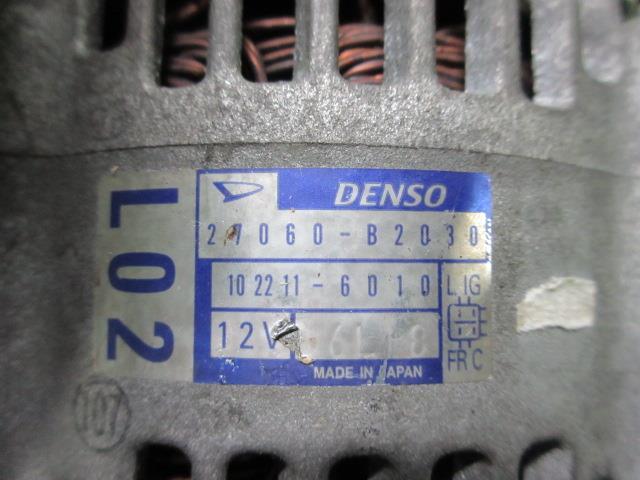 L02
DENSO
27060-B2030
102211-6010
L IG
12V
FR C
MADE IN JAPAN
107